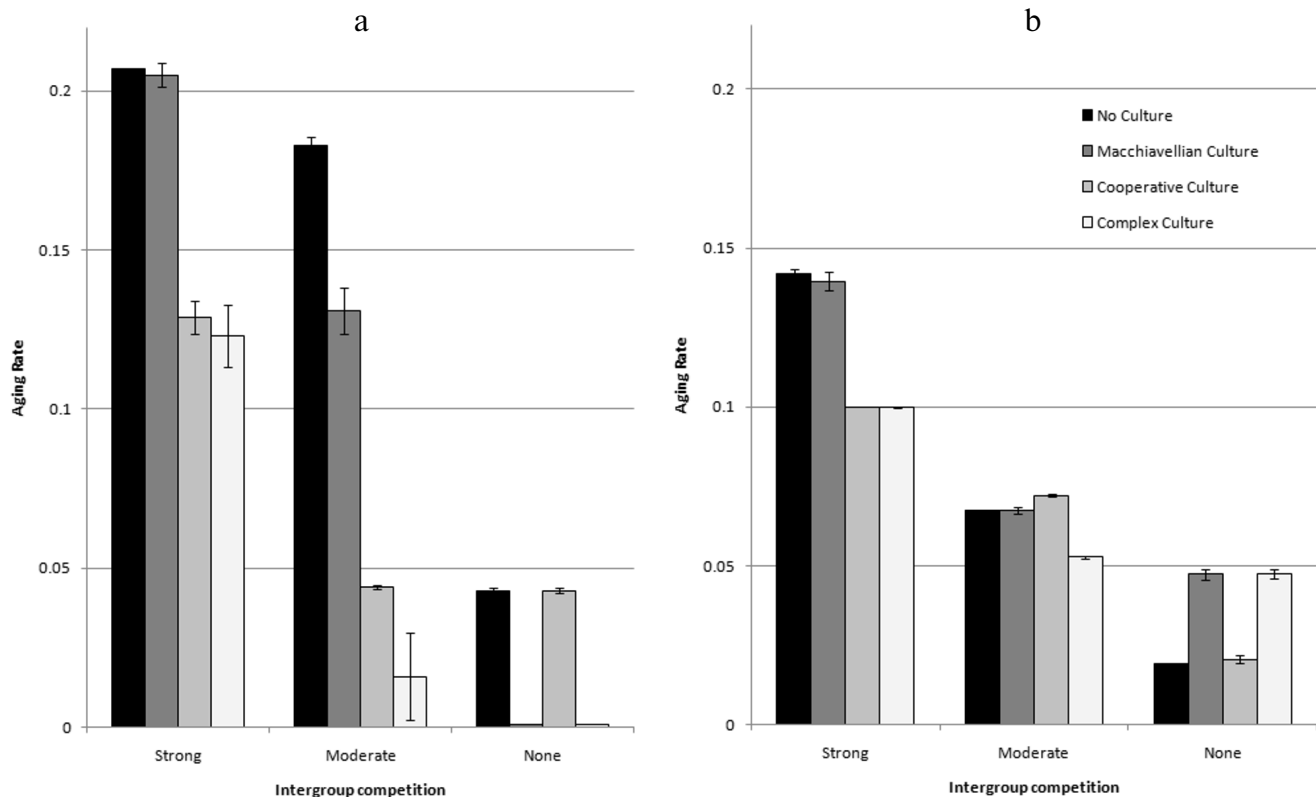 a
0.2
0.15
0.1
0.05
0
Aging Rate
Strong Moderate None
Intergroup competition
b
0.2
0.15
0.1
0.05
0
Aging Rate
No Culture
Macchiavellian Culture
Cooperative Culture
Complex Culture
Strong Moderate None
Intergroup competition